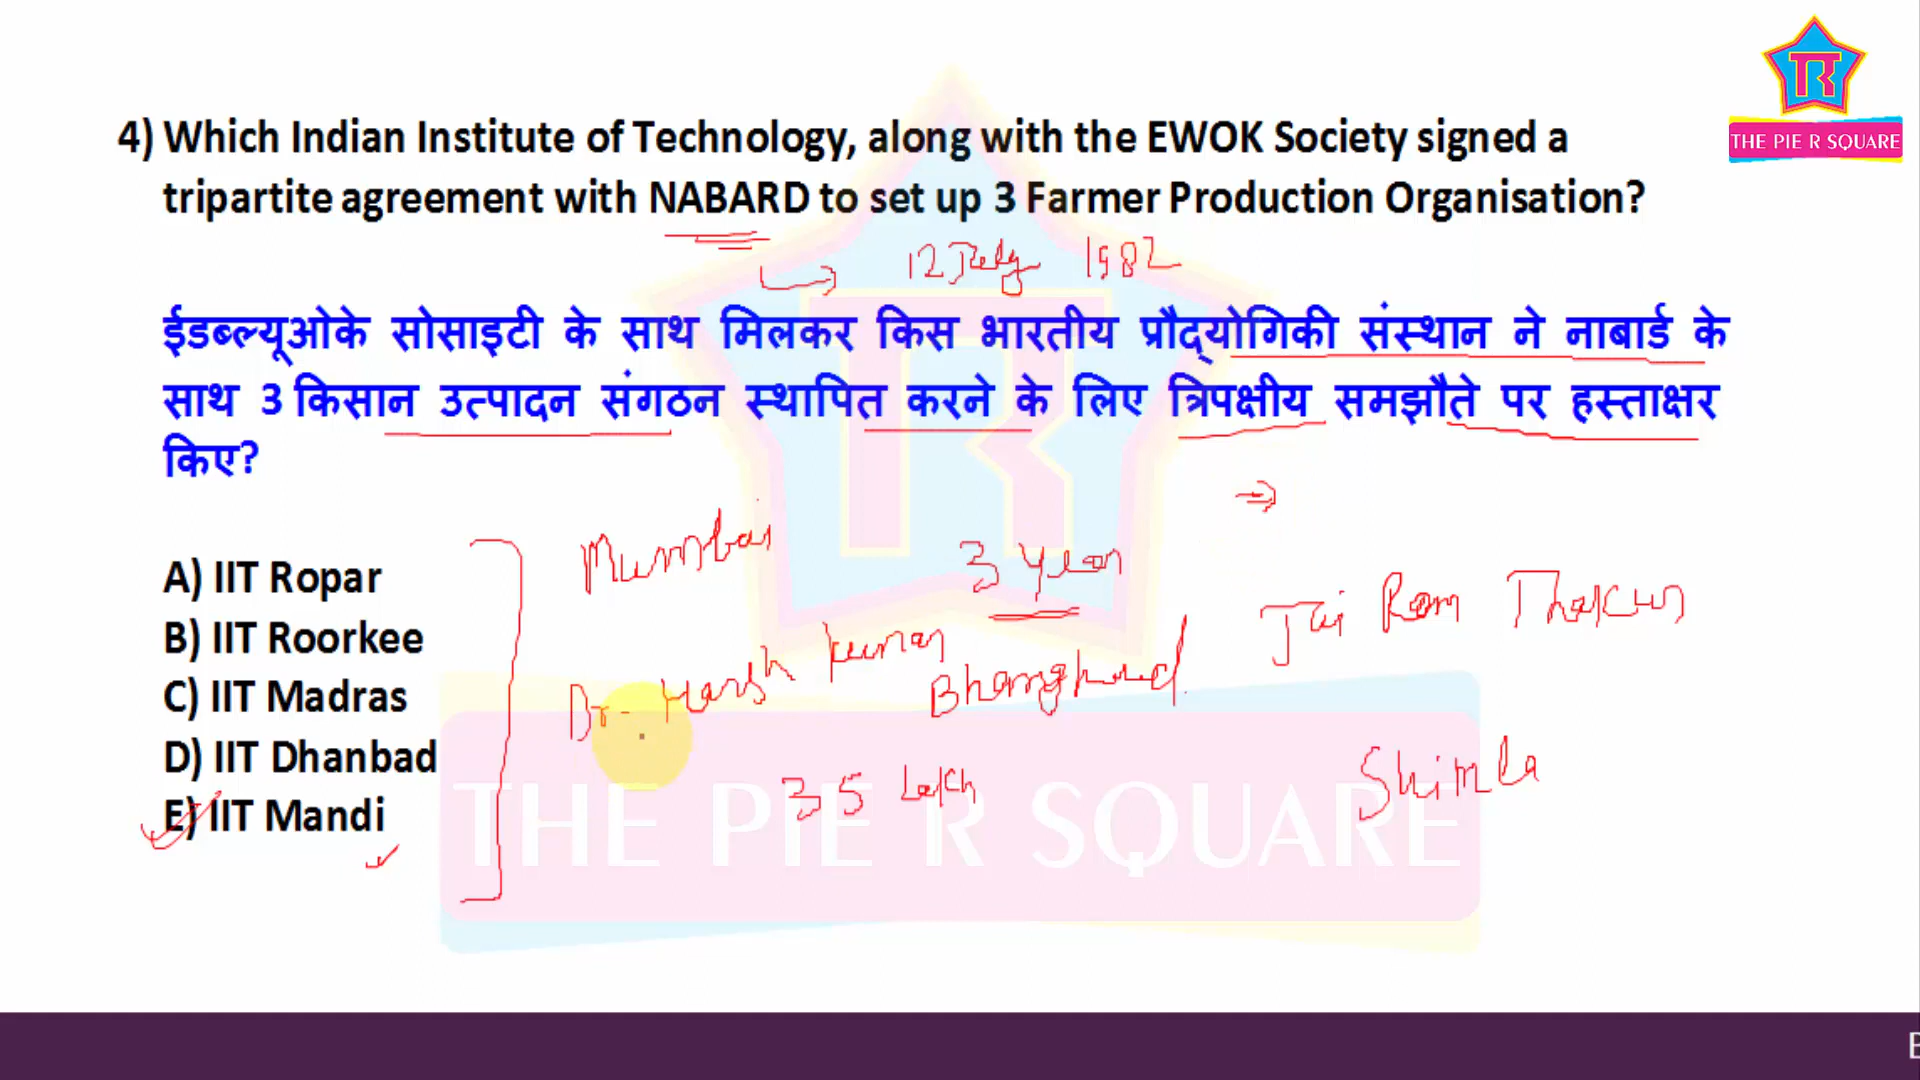 THE PIE R SQUARE
4) Which Indian Institute of Technology, along with the EWOK Society signed a
tripartite agreement with NABARD to set up 3 Farmer Production Organisation?
12 July 1982
ईडब्ल्यूओके सोसाइटी के साथ मिलकर किस भारतीय प्रौद्योगिकी संस्थान ने नाबार्ड के
साथ 3 किसान उत्पादन संगठन स्थापित करने के लिए त्रिपक्षीय समझौते पर हस्ताक्षर
किए?
Mumbai
3 year
A) IIT Ropar
Jai Ram Thakur
B) IIT Roorkee
Dr. Harsh kumar
C) IIT Madras
D) IIT Dhanbad
35 Lakh
Shimla
E) IIT Mandi
THE PIE R SQUARE